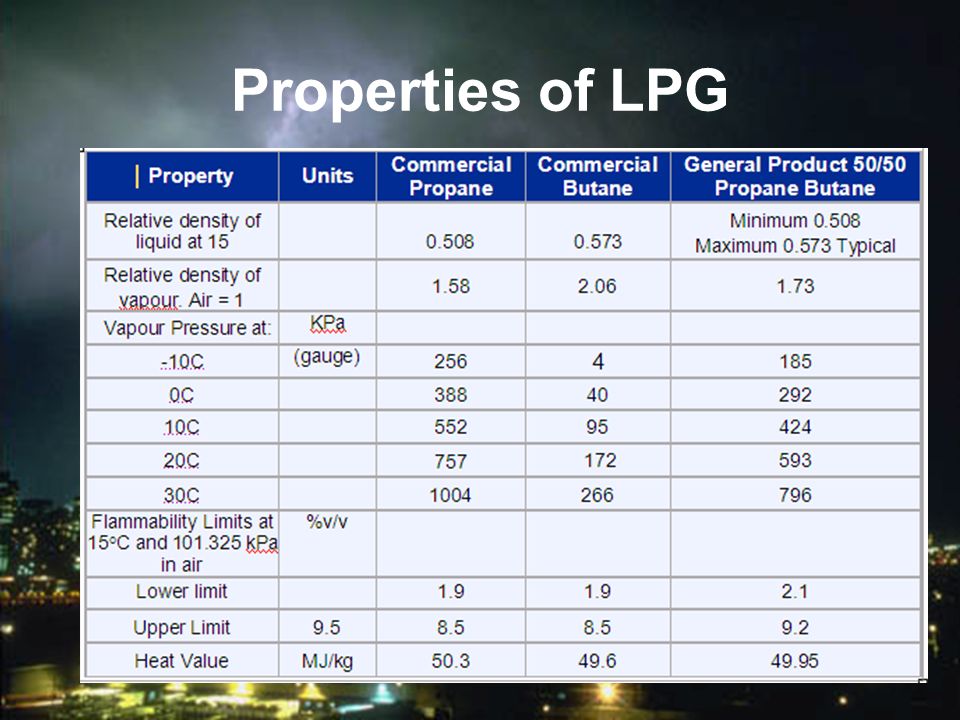 Properties of LPG
Property Units Commercial Propane Commercial Butane General Product 50/50 Propane Butane
Relative density of liquid at 15 0.508 0.573 Minimum 0.508 Maximum 0.573 Typical
Relative density of vapour. Air = 1 1.58 2.06 1.73
Vapour Pressure at: KPa (gauge)
-10C 256 4 185
0C 388 40 292
10C 552 95 424
20C 757 172 593
30C 1004 266 796
Flammability Limits at 15°C and 101.325 kPa in air %v/v
Lower limit 1.9 1.9 2.1
Upper Limit 9.5 8.5 8.5 9.2
Heat Value MJ/kg 50.3 49.6 49.95